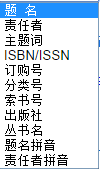 题 名
责任者
主题词
ISBN/ISSN
订购号
分类号
索书号
出版社
丛书名
题名拼音
责任者拼音